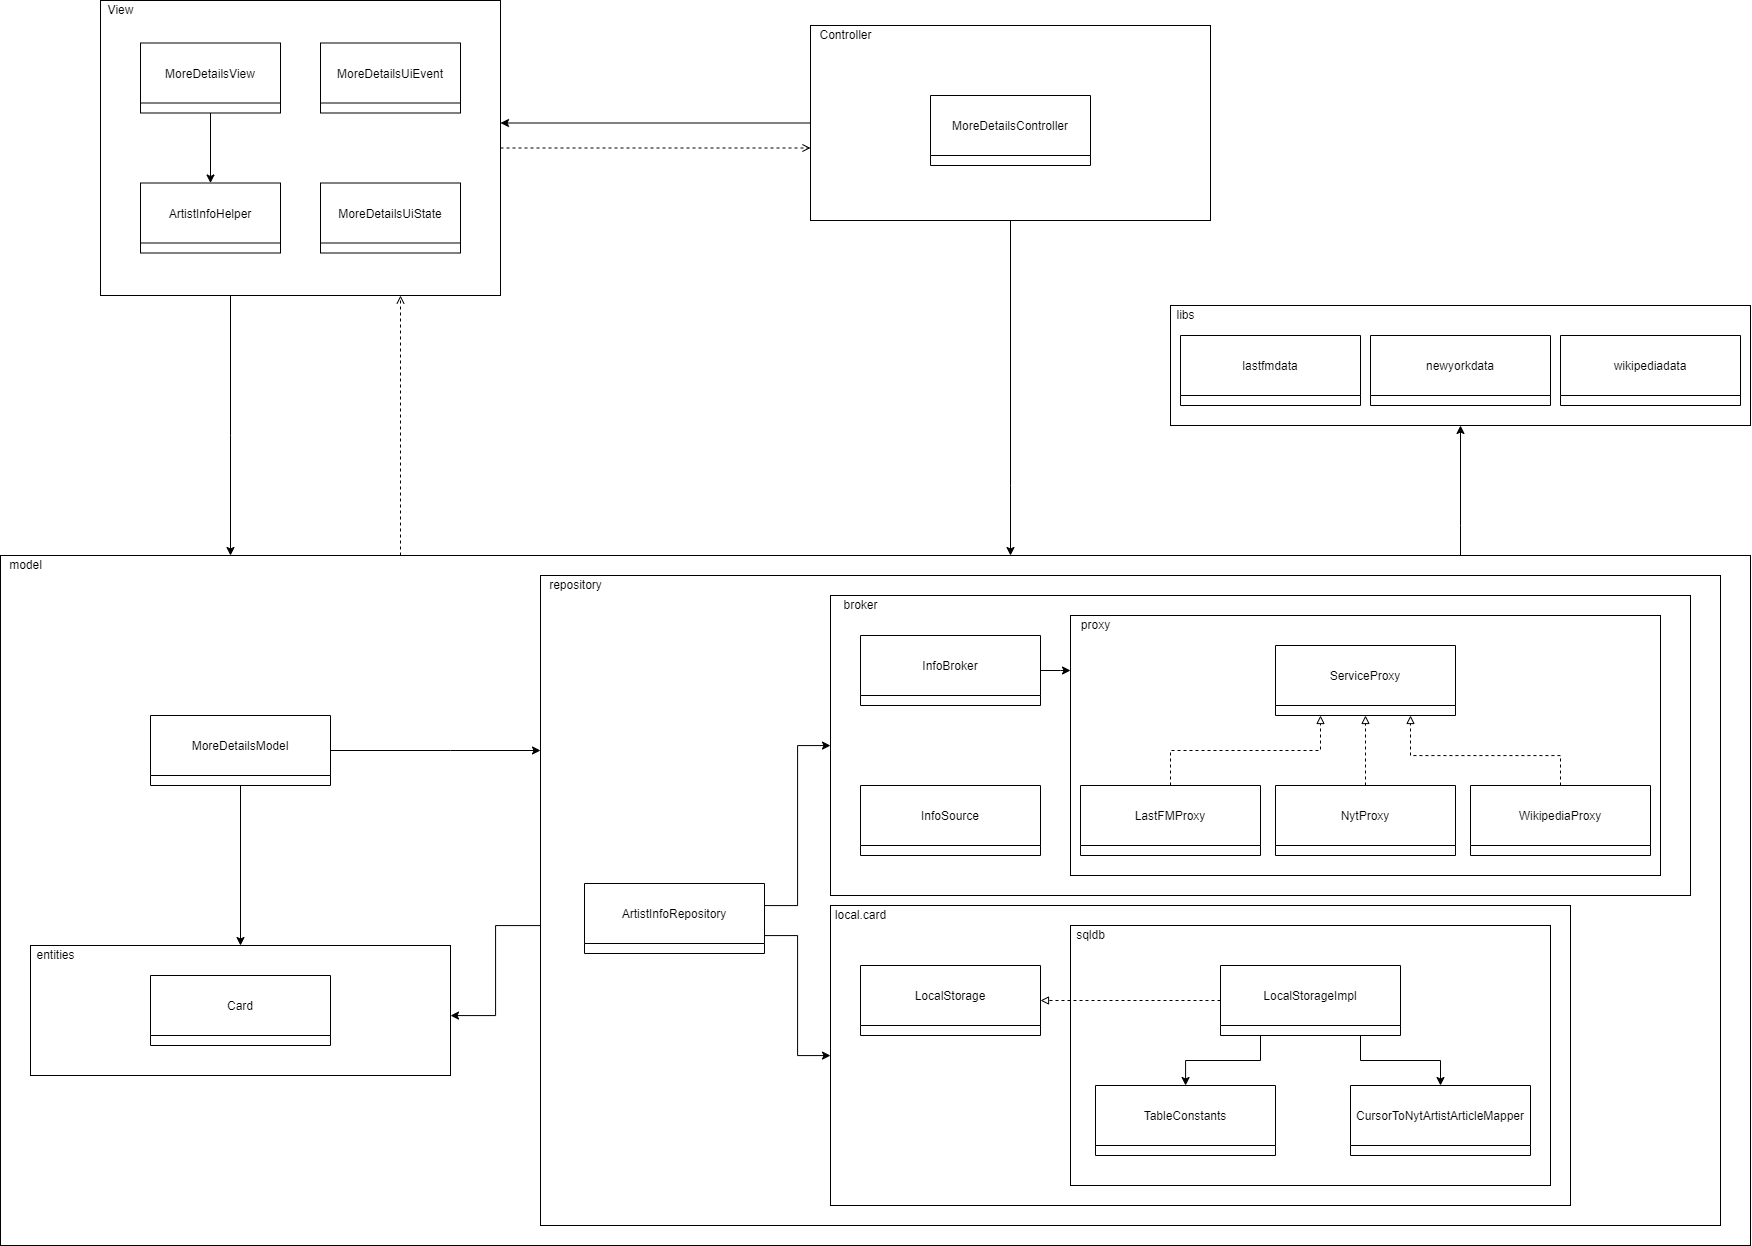 View
MoreDetailsView
MoreDetailsUiEvent
ArtistInfoHelper
MoreDetailsUiState
Controller
MoreDetailsController
libs
lastfmdata
newyorkdata
wikipediadata
model
MoreDetailsModel
entities
Card
repository
ArtistInfoRepository
broker
InfoBroker
InfoSource
proxy
ServiceProxy
LastFMProxy
NytProxy
WikipediaProxy
local.card
LocalStorage
sqldb
LocalStorageImpl
TableConstants
CursorToNytArtistArticleMapper